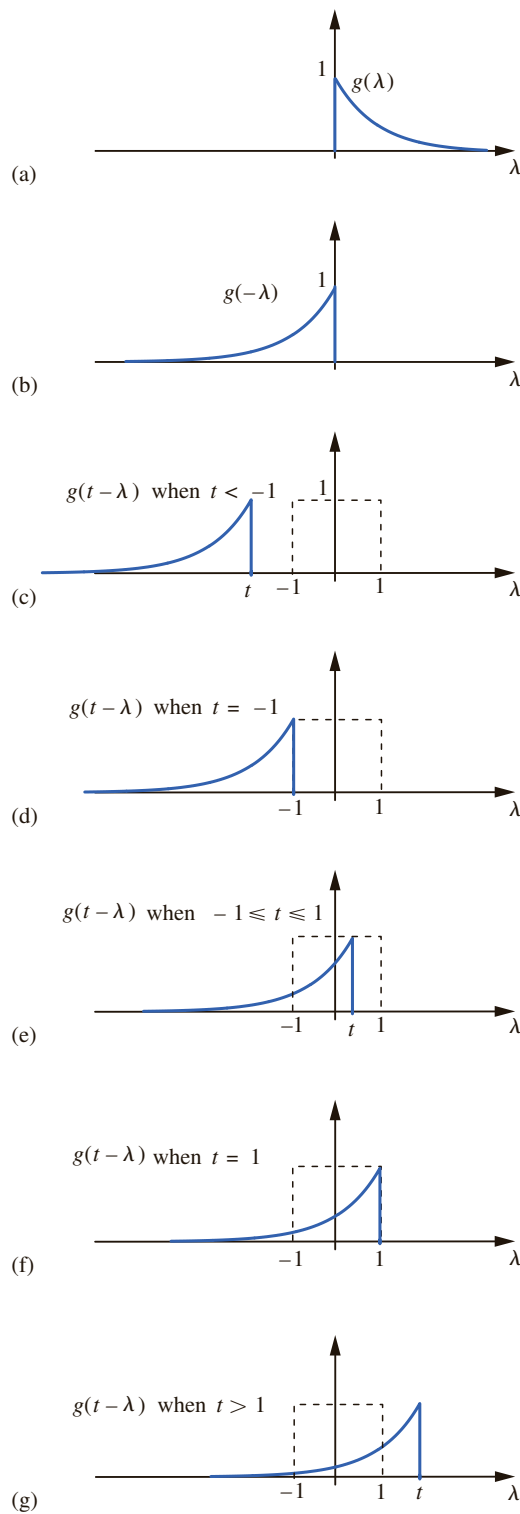 1
g(λ)
λ
(a)
1
g(−λ)
λ
(b)
g(t − λ) when t < −1
1
t −1 1 λ
(c)
g(t − λ) when t = −1
−1 1 λ
(d)
g(t − λ) when − 1 ⩽ t ⩽ 1
−1 t 1 λ
(e)
g(t − λ) when t = 1
−1 1 λ
(f)
g(t − λ) when t > 1
−1 1 t λ
(g)